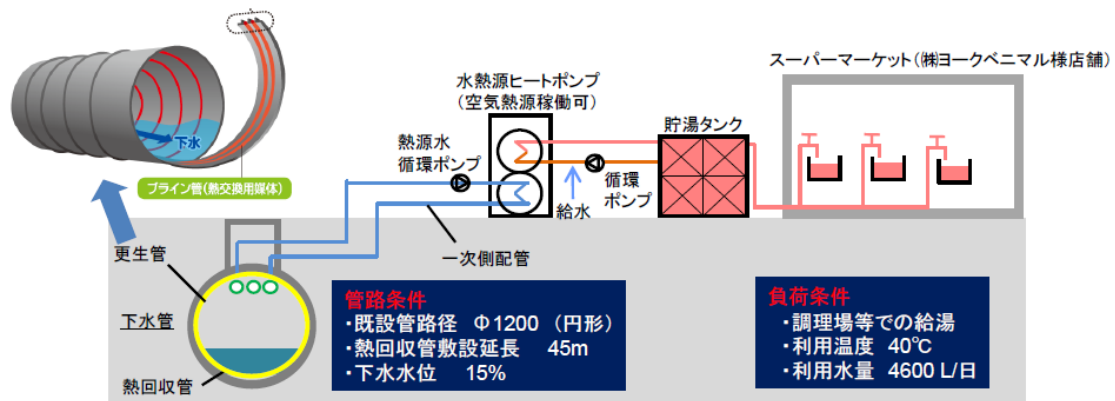 下水
ブライン管(熱交換用媒体)
水熱源ヒートポンプ
(空気熱源稼働可)
熱源水
循環ポンプ
給水
循環
ポンプ
貯湯タンク
スーパーマーケット(㈱ヨークベニマル様店舗)
一次側配管
更生管
下水管
熱回収管
管路条件
・既設管路径 Φ1200 (円形)
・熱回収管敷設延長 45m
・下水水位 15%
負荷条件
・調理場等での給湯
・利用温度 40℃
・利用水量 4600 L/日